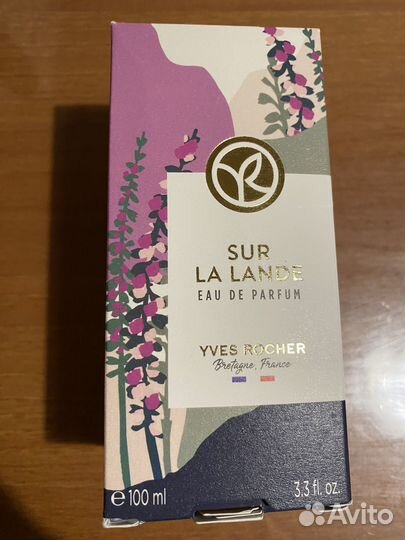 SUR
LA LANDE
EAU DE PARFUM
YVES ROCHER
Bretagne, France
℮ 100 ml 3.3 fl. oz.
Avito